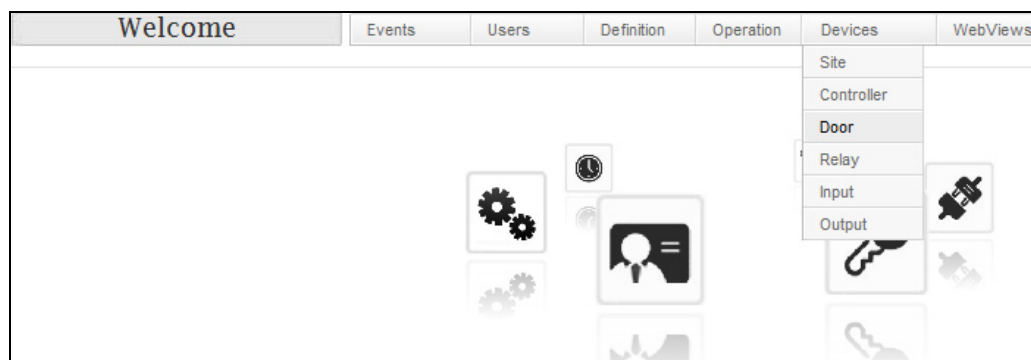 Welcome Events Users Definition Operation Devices WebViews
Site
Controller
Door
Relay
Input
Output